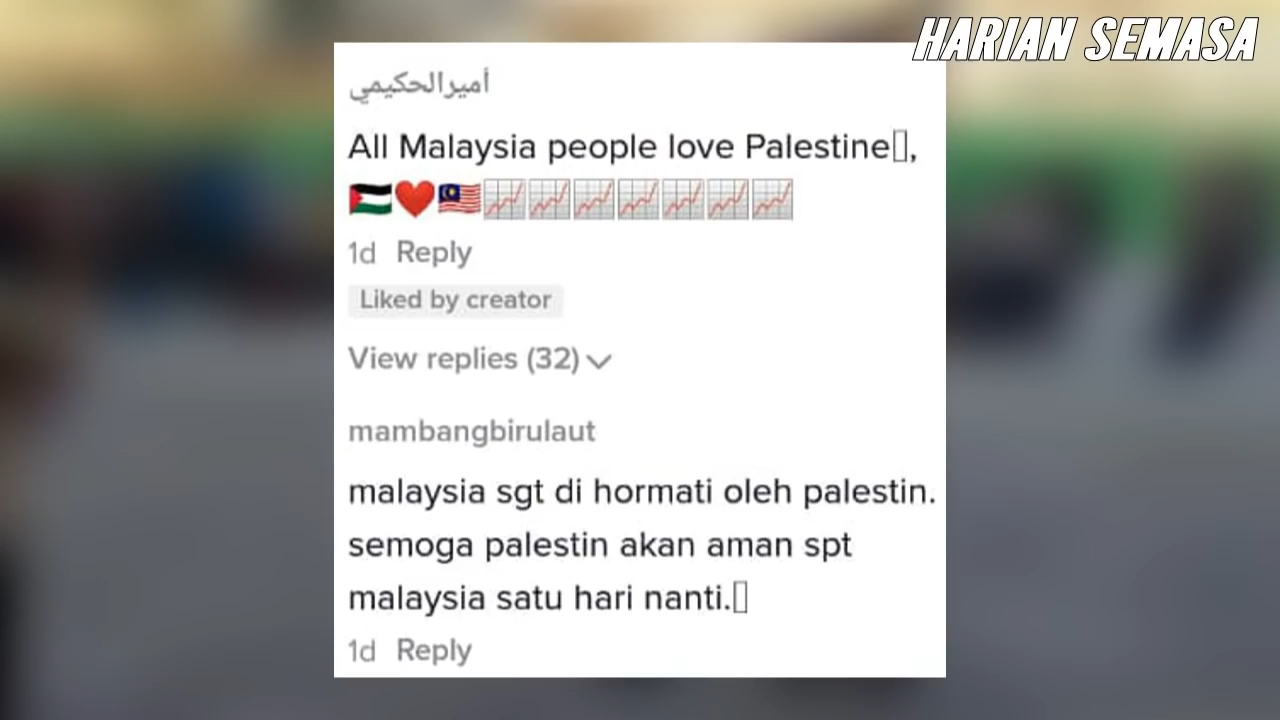 HARIAN SEMASA
أميرالحكيمي
All Malaysia people love Palestine▯,
🇵🇸❤️🇲🇾📈📈📈📈📈📈📈
1d Reply
Liked by creator
View replies (32)
mambangbirulaut
malaysia sgt di hormati oleh palestin.
semoga palestin akan aman spt
malaysia satu hari nanti.▯
1d Reply